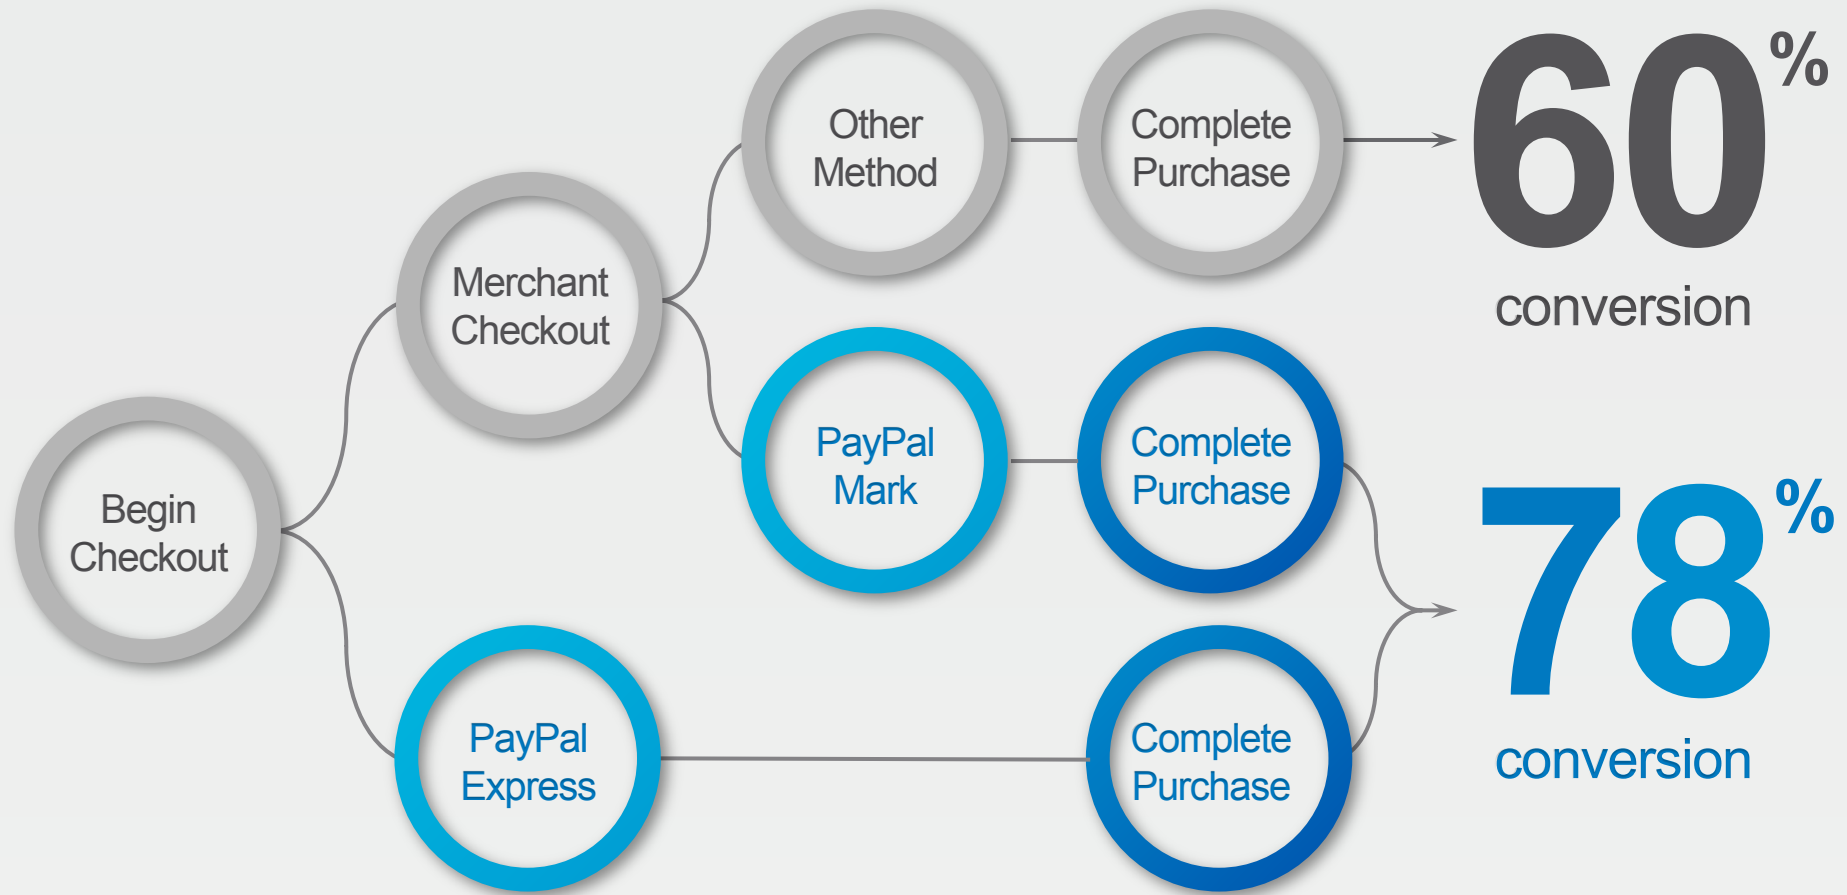 Other
Method
Complete
Purchase
60%
conversion
Merchant
Checkout
PayPal
Mark
Complete
Purchase
78%
conversion
Begin
Checkout
PayPal
Express
Complete
Purchase